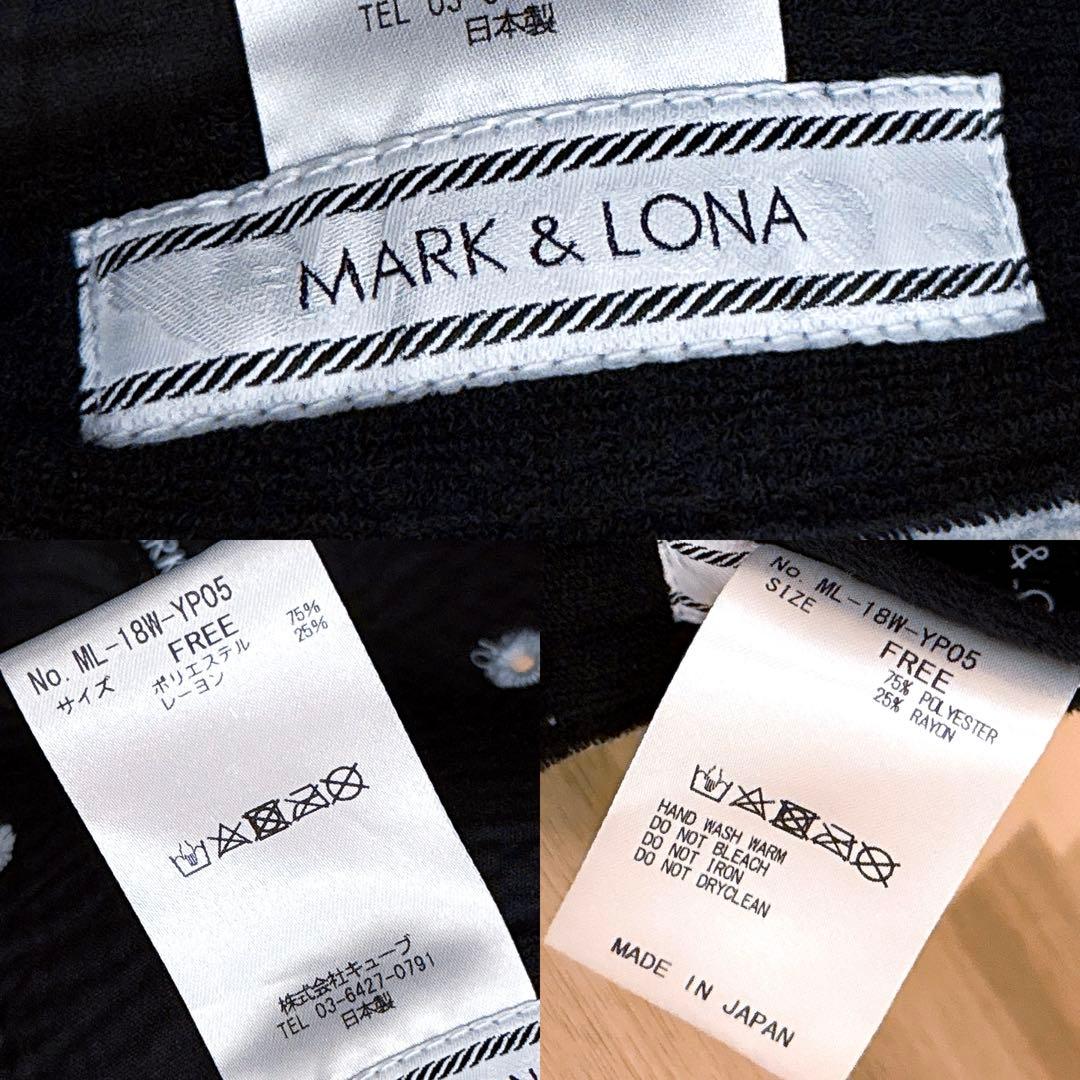 TEL 03-6
日本製
MARK & LONA
No. ML-18W-YP05
サイズ FREE
ポリエステル 75%
レーヨン 25%
株式会社キューブ
TEL 03-6427-0791
日本製
No. ML-18W-YP05
SIZE FREE
75% POLYESTER
25% RAYON
HAND WASH WARM
DO NOT BLEACH
DO NOT IRON
DO NOT DRYCLEAN
MADE IN JAPAN